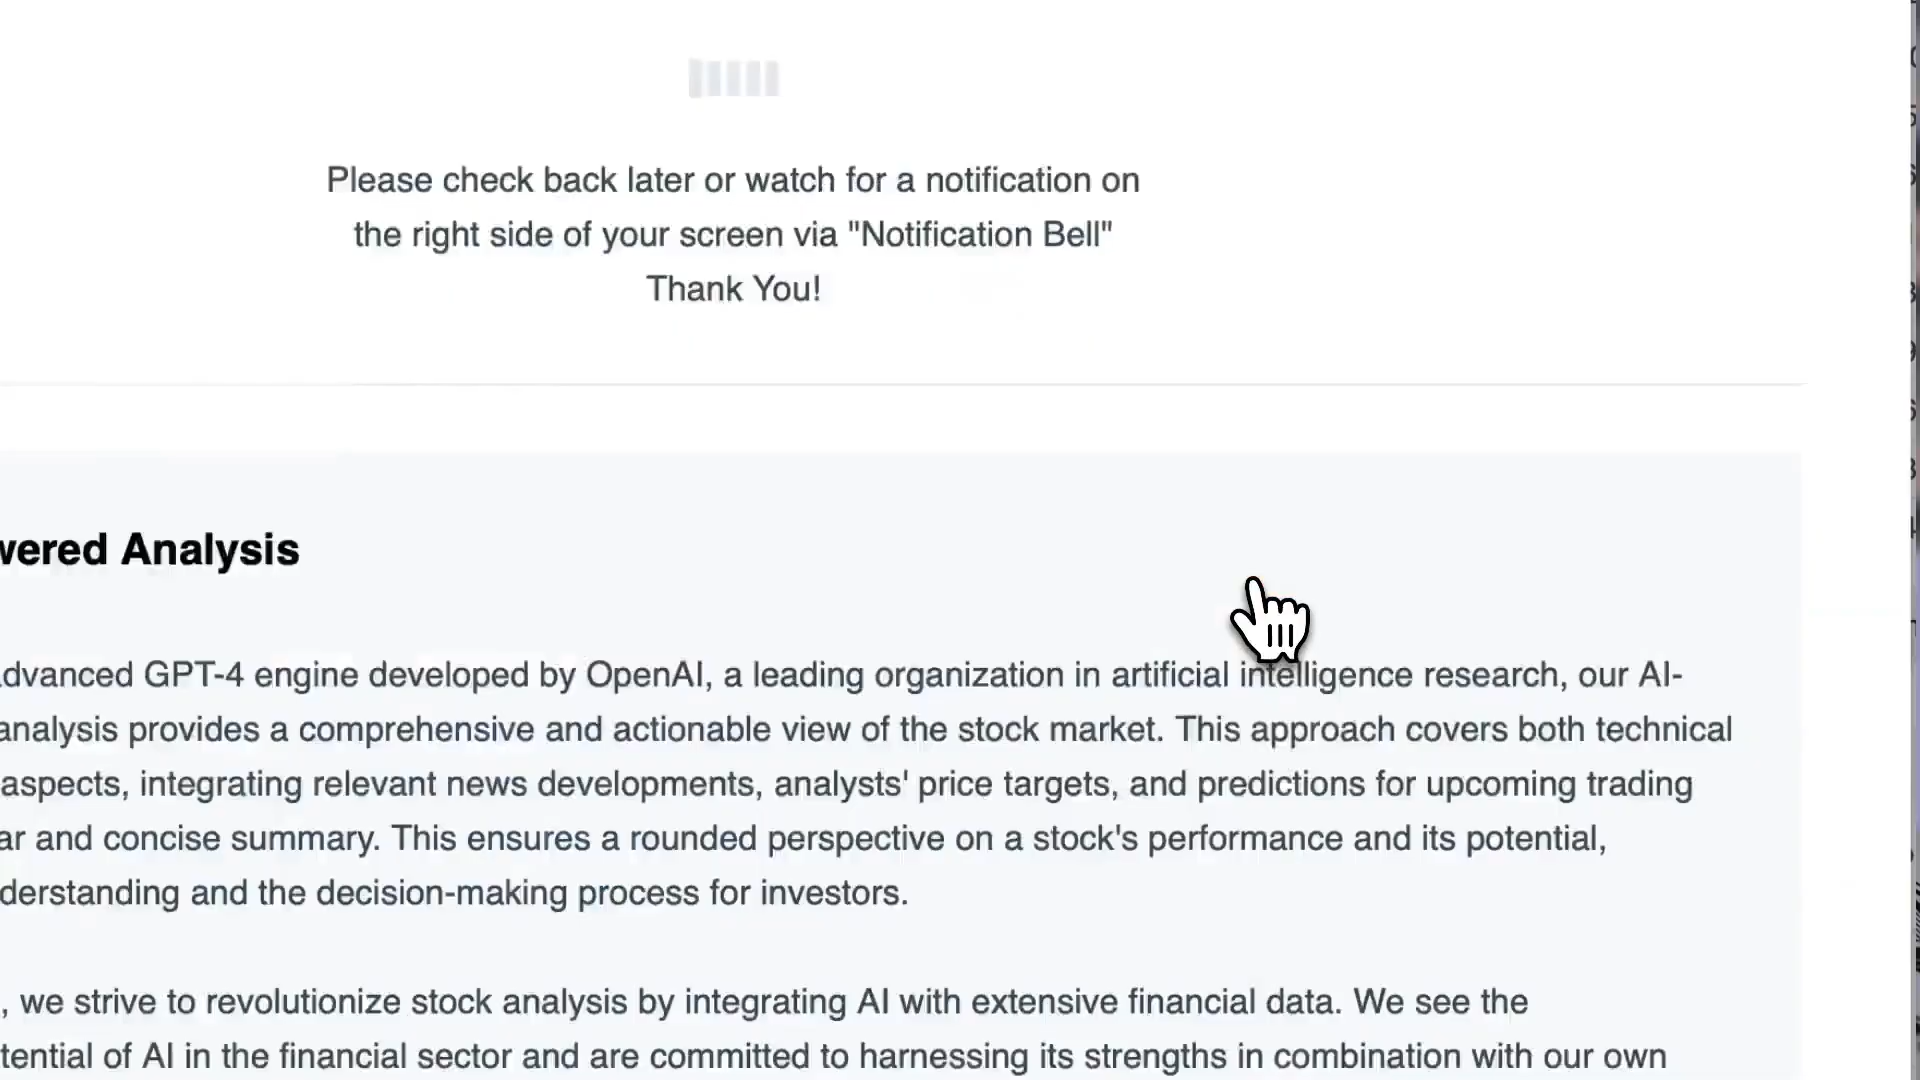 Please check back later or watch for a notification on
the right side of your screen via "Notification Bell"
Thank You!
wered Analysis
dvanced GPT-4 engine developed by OpenAI, a leading organization in artificial intelligence research, our AI-
analysis provides a comprehensive and actionable view of the stock market. This approach covers both technical
aspects, integrating relevant news developments, analysts' price targets, and predictions for upcoming trading
ar and concise summary. This ensures a rounded perspective on a stock's performance and its potential,
derstanding and the decision-making process for investors.
, we strive to revolutionize stock analysis by integrating AI with extensive financial data. We see the
tential of AI in the financial sector and are committed to harnessing its strengths in combination with our own